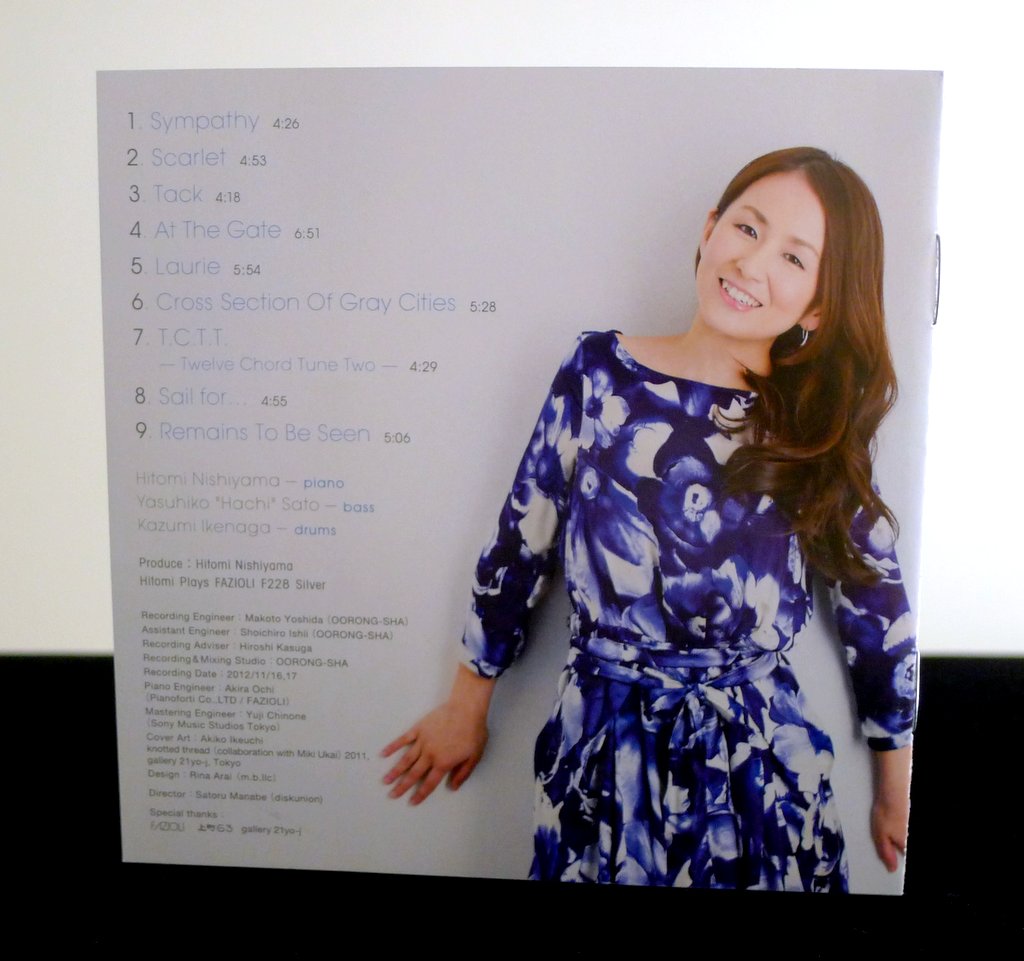 1. Sympathy 4:26
2. Scarlet 4:53
3. Tack 4:18
4. At The Gate 6:51
5. Laurie 5:54
6. Cross Section Of Gray Cities 5:28
7. T.C.T.T.
— Twelve Chord Tune Two — 4:29
8. Sail for... 4:55
9. Remains To Be Seen 5:06
Hitomi Nishiyama — piano
Yasuhiko "Hachi" Sato — bass
Kazumi Ikenaga — drums
Produce : Hitomi Nishiyama
Hitomi Plays FAZIOLI F228 Silver
Recording Engineer : Makoto Yoshida (OORONG-SHA)
Assistant Engineer : Shoichiro Ishii (OORONG-SHA)
Recording Adviser : Hiroshi Kasuga
Recording & Mixing Studio : OORONG-SHA
Recording Date : 2012/11/16,17
Piano Engineer : Akira Ochi
(Pianoforti Co.,LTD / FAZIOLI)
Mastering Engineer : Yuji Chinone
(Sony Music Studios Tokyo)
Cover Art : Akiko Ikeuchi
knotted thread (collaboration with Miki Ukai) 2011,
gallery 21yo-j, Tokyo
Design : Rina Arai (m.b.llc)
Director : Satoru Manabe (diskunion)
Special thanks :
FAZIOLI 上町63 gallery 21yo-j